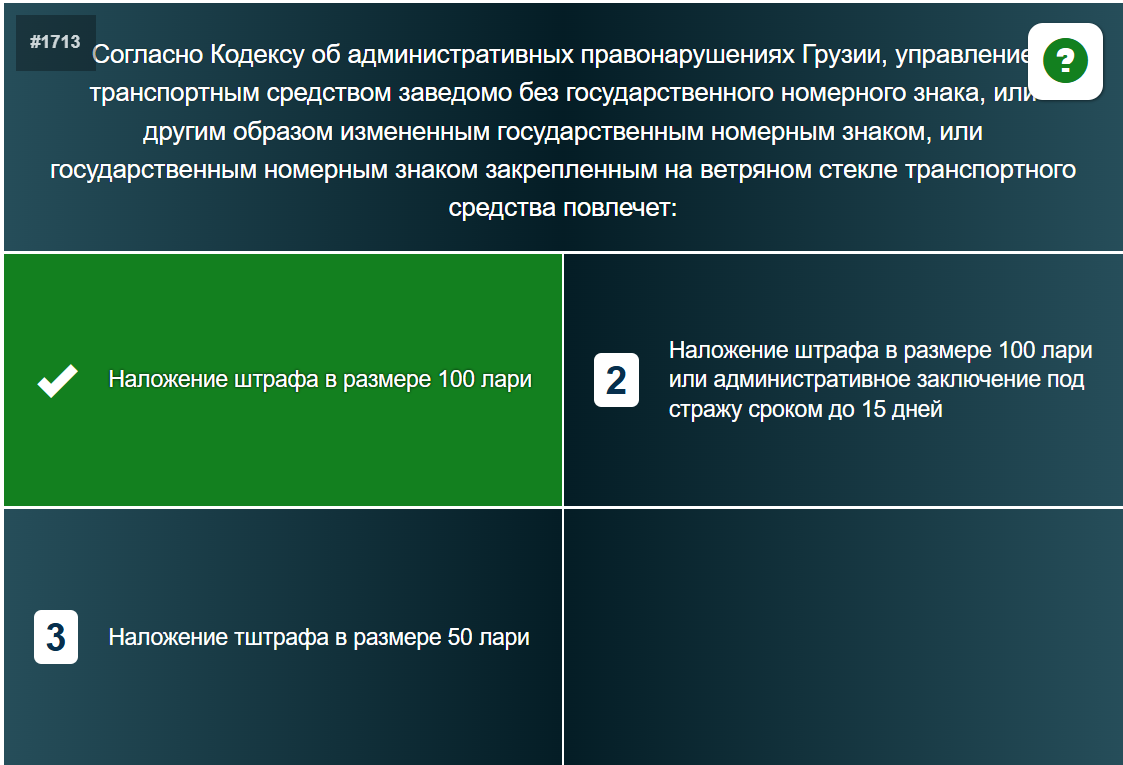 #1713
Согласно Кодексу об административных правонарушениях Грузии, управление
транспортным средством заведомо без государственного номерного знака, или
другим образом измененным государственным номерным знаком, или
государственным номерным знаком закрепленным на ветряном стекле транспортного
средства повлечет:
?
Наложение штрафа в размере 100 лари
2
Наложение штрафа в размере 100 лари
или административное заключение под
стражу сроком до 15 дней
3
Наложение тштрафа в размере 50 лари